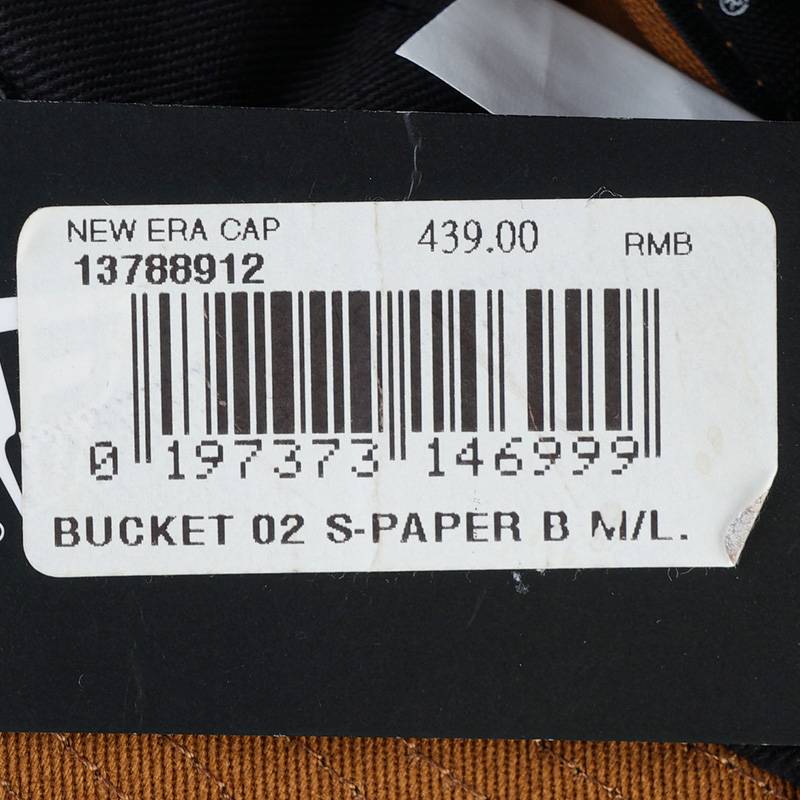 NEW ERA CAP 439.00 RMB
13788912
0 197373 146999
BUCKET 02 S-PAPER B M/L.
®